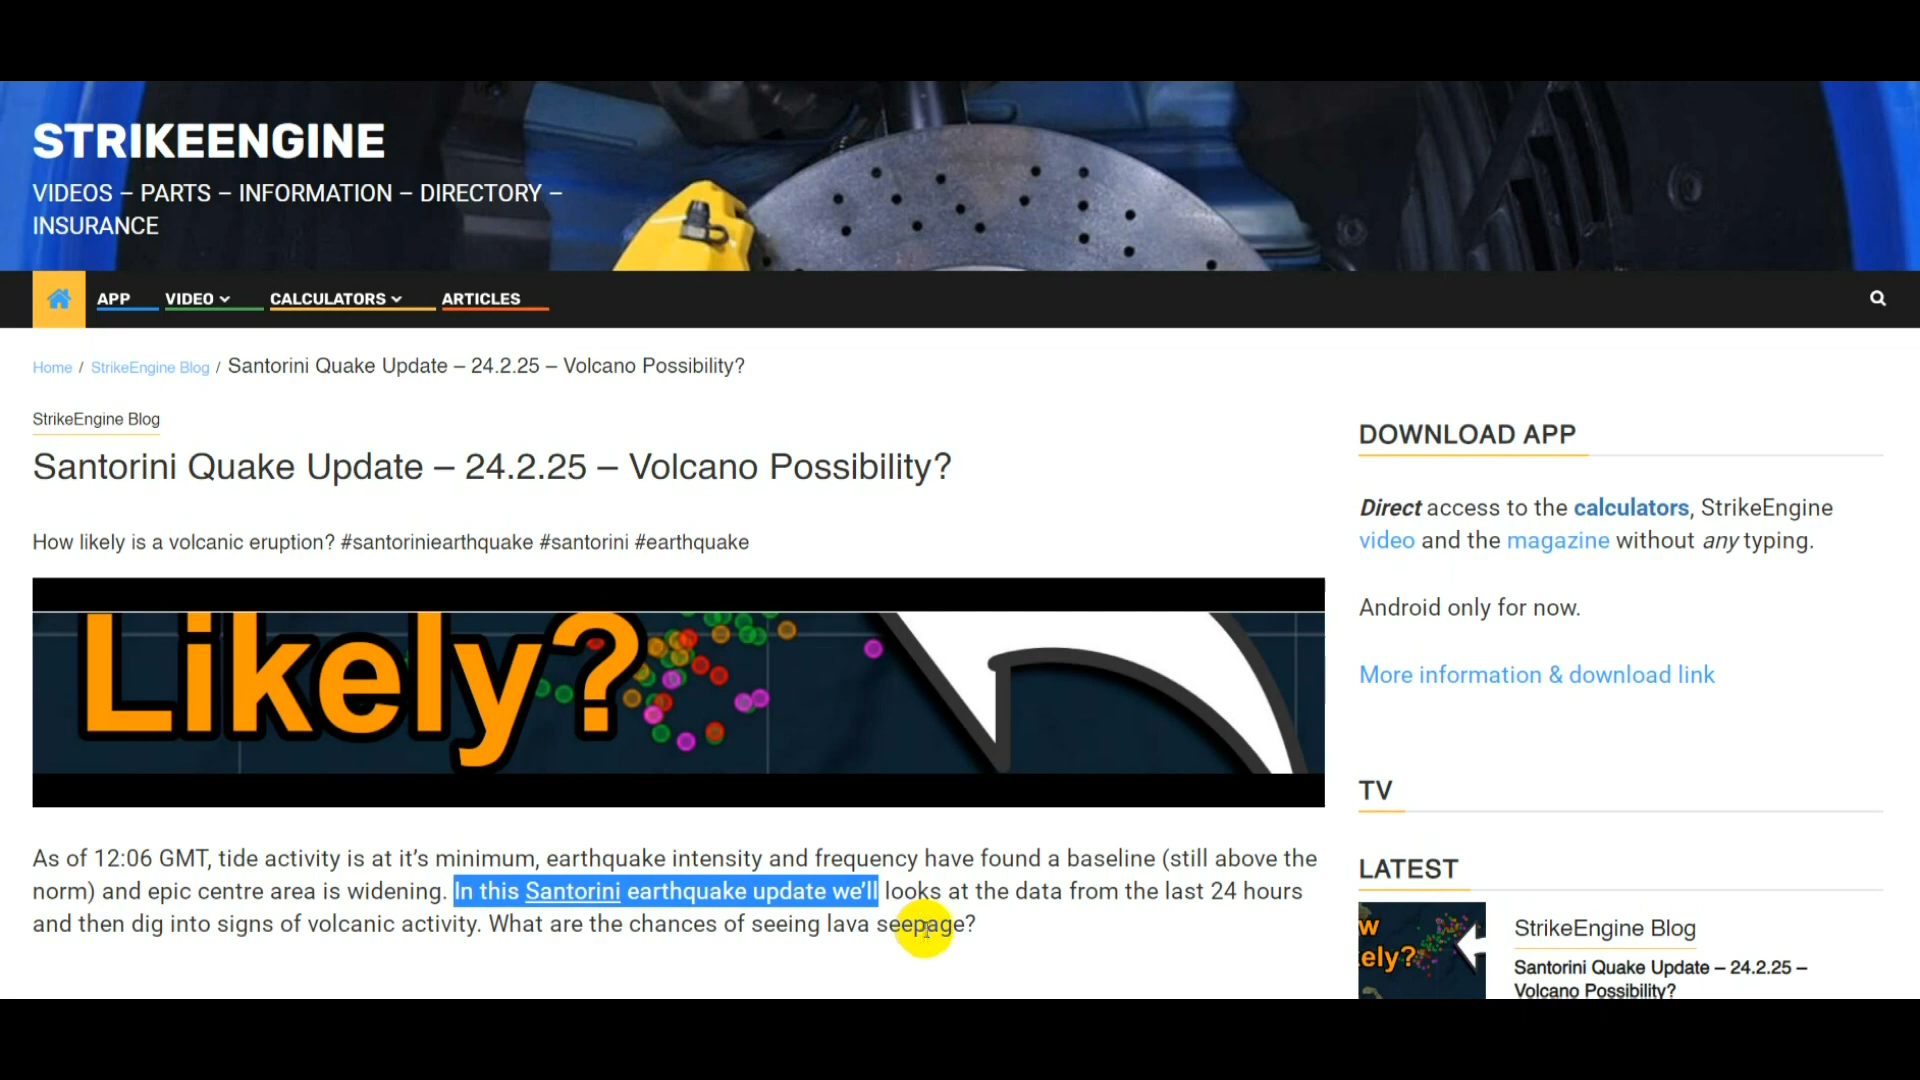 STRIKEENGINE
VIDEOS – PARTS – INFORMATION – DIRECTORY –
INSURANCE
APP VIDEO CALCULATORS ARTICLES
Home / StrikeEngine Blog / Santorini Quake Update – 24.2.25 – Volcano Possibility?
StrikeEngine Blog
Santorini Quake Update – 24.2.25 – Volcano Possibility?
How likely is a volcanic eruption? #santoriniearthquake #santorini #earthquake
Likely?
As of 12:06 GMT, tide activity is at it's minimum, earthquake intensity and frequency have found a baseline (still above the
norm) and epic centre area is widening. In this Santorini earthquake update we'll looks at the data from the last 24 hours
and then dig into signs of volcanic activity. What are the chances of seeing lava seepage?
DOWNLOAD APP
Direct access to the calculators, StrikeEngine
video and the magazine without any typing.
Android only for now.
More information & download link
TV
LATEST
w
ely?
StrikeEngine Blog
Santorini Quake Update – 24.2.25 –
Volcano Possibility?